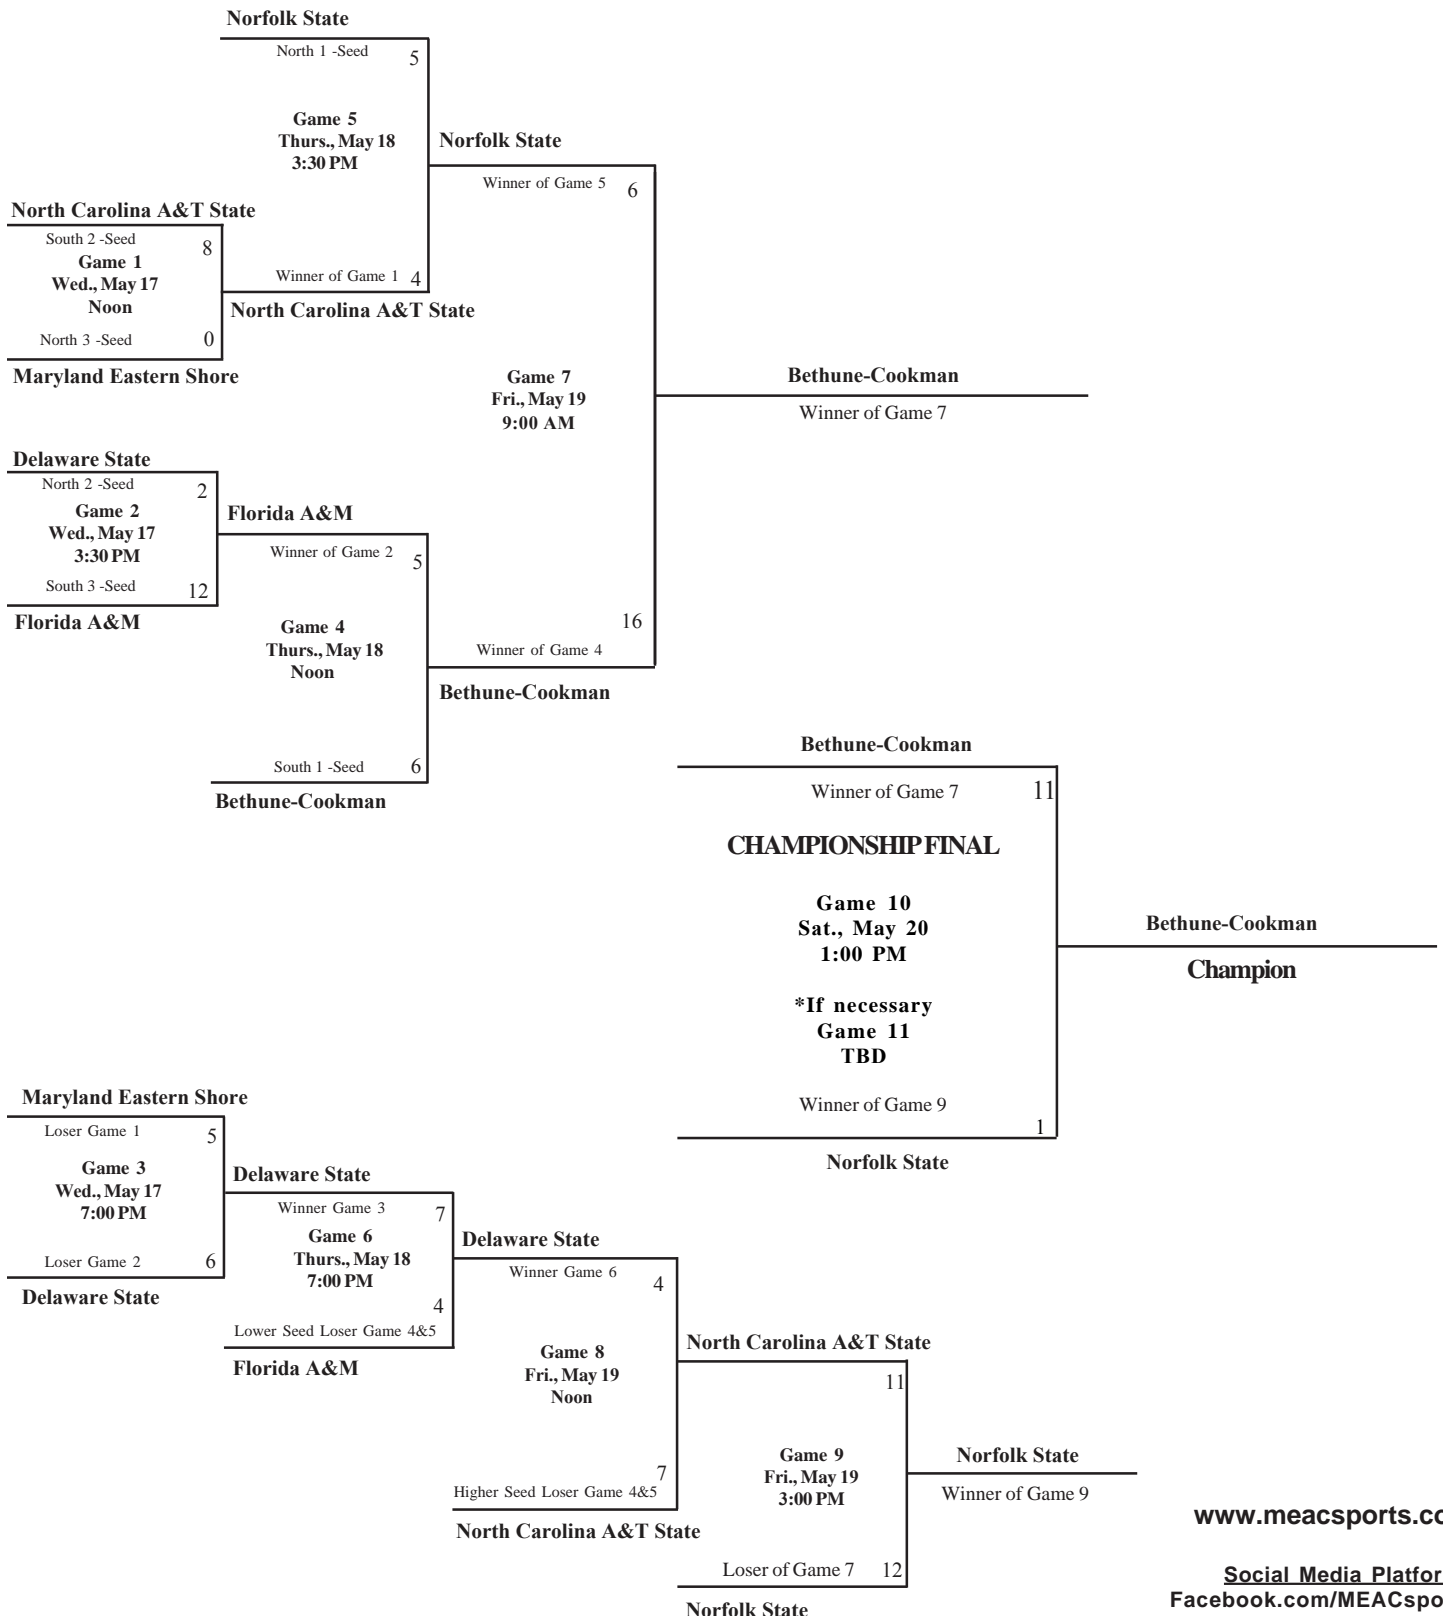 Norfolk State
North 1 -Seed
5
Game 5
Thurs., May 18
3:30 PM
Norfolk State
Winner of Game 5
6
North Carolina A&T State
South 2 -Seed
8
Game 1
Wed., May 17
Noon
Winner of Game 1
4
North Carolina A&T State
North 3 -Seed
0
Maryland Eastern Shore
Game 7
Fri., May 19
9:00 AM
Bethune-Cookman
Winner of Game 7
Delaware State
North 2 -Seed
2
Game 2
Wed., May 17
3:30 PM
Florida A&M
Winner of Game 2
5
South 3 -Seed
12
Florida A&M
Game 4
Thurs., May 18
Noon
16
Winner of Game 4
Bethune-Cookman
South 1 -Seed
6
Bethune-Cookman
Bethune-Cookman
Winner of Game 7
11
CHAMPIONSHIP FINAL
Game 10
Sat., May 20
1:00 PM
*If necessary
Game 11
TBD
Bethune-Cookman
Champion
Winner of Game 9
1
Norfolk State
Maryland Eastern Shore
Loser Game 1
5
Game 3
Wed., May 17
7:00 PM
Delaware State
Winner Game 3
7
Loser Game 2
6
Delaware State
Game 6
Thurs., May 18
7:00 PM
Delaware State
Winner Game 6
4
4
Lower Seed Loser Game 4&5
Florida A&M
Game 8
Fri., May 19
Noon
North Carolina A&T State
11
7
Higher Seed Loser Game 4&5
North Carolina A&T State
Game 9
Fri., May 19
3:00 PM
Norfolk State
Winner of Game 9
Loser of Game 7
12
Norfolk State
www.meacsports.co
Social Media Platfor
Facebook.com/MEACspo